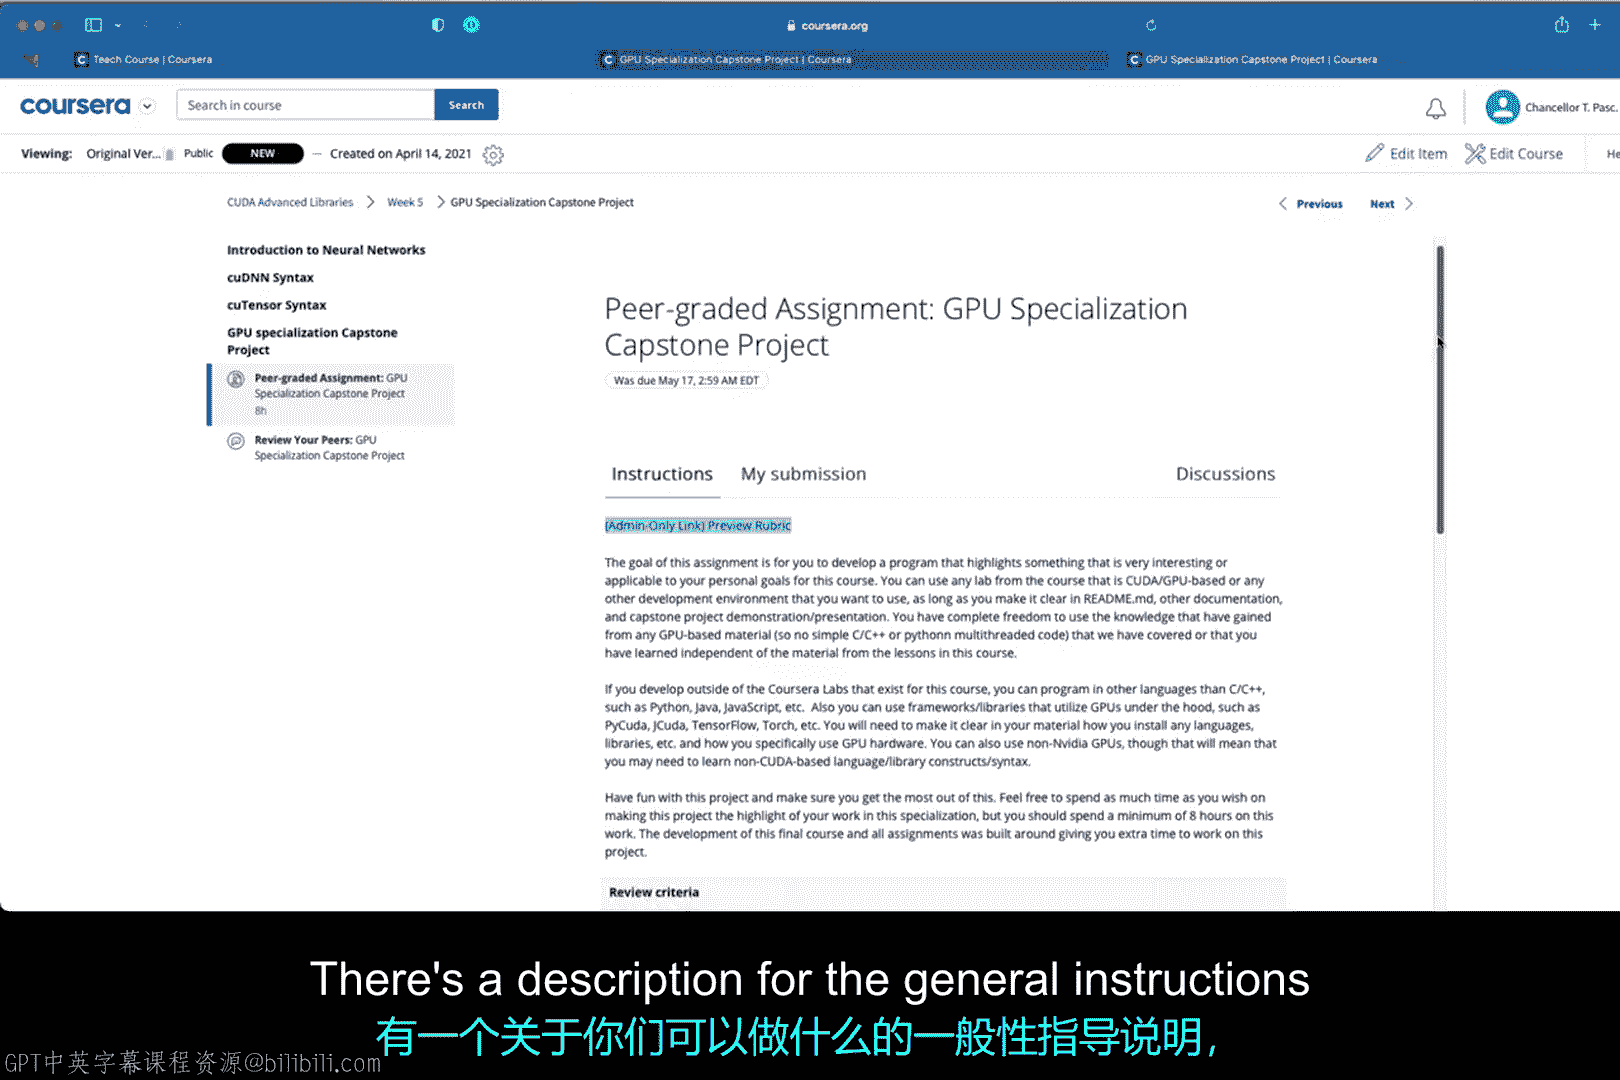 coursera.org
Teach Course | Coursera
GPU Specialization Capstone Project | Coursera
GPU Specialization Capstone Project | Coursera
coursera
Search in course
Search
Chancellor T. Pasc.
Viewing:
Original Ver...
Public
NEW
— Created on April 14, 2021
Edit Item
Edit Course
He
CUDA Advanced Libraries > Week 5 > GPU Specialization Capstone Project
Previous
Next
Introduction to Neural Networks
cuDNN Syntax
cuTensor Syntax
GPU specialization Capstone
Project
Peer-graded Assignment: GPU
Specialization Capstone Project
8h
Review Your Peers: GPU
Specialization Capstone Project
Peer-graded Assignment: GPU Specialization
Capstone Project
Was due May 17, 2:59 AM EDT
Instructions
My submission
Discussions
(Admin-Only Link) Preview Rubric
The goal of this assignment is for you to develop a program that highlights something that is very interesting or
applicable to your personal goals for this course. You can use any lab from the course that is CUDA/GPU-based or any
other development environment that you want to use, as long as you make it clear in README.md, other documentation,
and capstone project demonstration/presentation. You have complete freedom to use the knowledge that have gained
from any GPU-based material (so no simple C/C++ or pythonn multithreaded code) that we have covered or that you
have learned independent of the material from the lessons in this course.
If you develop outside of the Coursera Labs that exist for this course, you can program in other languages than C/C++,
such as Python, Java, JavaScript, etc. Also you can use frameworks/libraries that utilize GPUs under the hood, such as
PyCuda, JCuda, TensorFlow, Torch, etc. You will need to make it clear in your material how you install any languages,
libraries, etc. and how you specifically use GPU hardware. You can also use non-Nvidia GPUs, though that will mean that
you may need to learn non-CUDA-based language/library constructs/syntax.
Have fun with this project and make sure you get the most out of this. Feel free to spend as much time as you wish on
making this project the highlight of your work in this specialization, but you should spend a minimum of 8 hours on this
work. The development of this final course and all assignments was built around giving you extra time to work on this
project.
Review criteria
There's a description for the general instructions
有一个关于你们可以做什么的一般性指导说明，
GPT中英字幕课程资源@bilibili.com